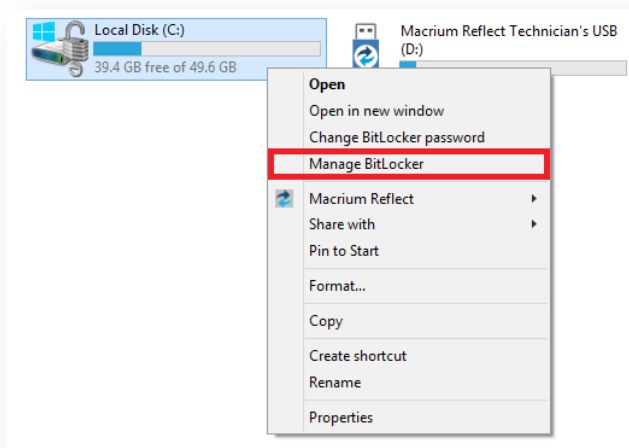 Local Disk (C:)
39.4 GB free of 49.6 GB
Macrium Reflect Technician's USB
(D:)
Open
Open in new window
Change BitLocker password
Manage BitLocker
Macrium Reflect
Share with
Pin to Start
Format...
Copy
Create shortcut
Rename
Properties